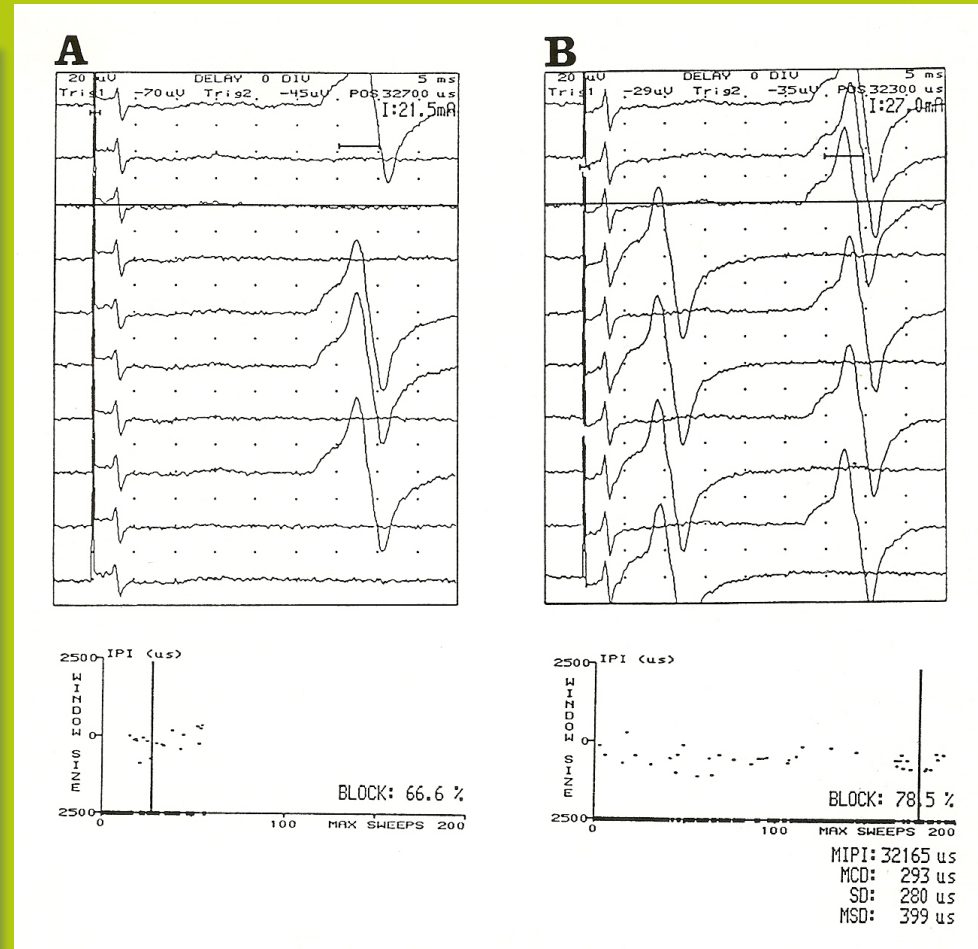 A
20 uV DELAY 0 DIV 5 ms
Trig1 -70uV Trig2 -45uV POS 32700 us
I:21.5mA
2500 IPI (us)
WINDOW SIZE
0
BLOCK: 66.6 %
2500
0 100 MAX SWEEPS 200
B
20 uV DELAY 0 DIV 5 ms
Trig1 -29uV Trig2 -35uV POS 32300 us
I:27.0mA
2500 IPI (us)
WINDOW SIZE
0
BLOCK: 78.5 %
2500
0 100 MAX SWEEPS 200
MIPI: 32165 us
MCD: 293 us
SD: 280 us
MSD: 399 us